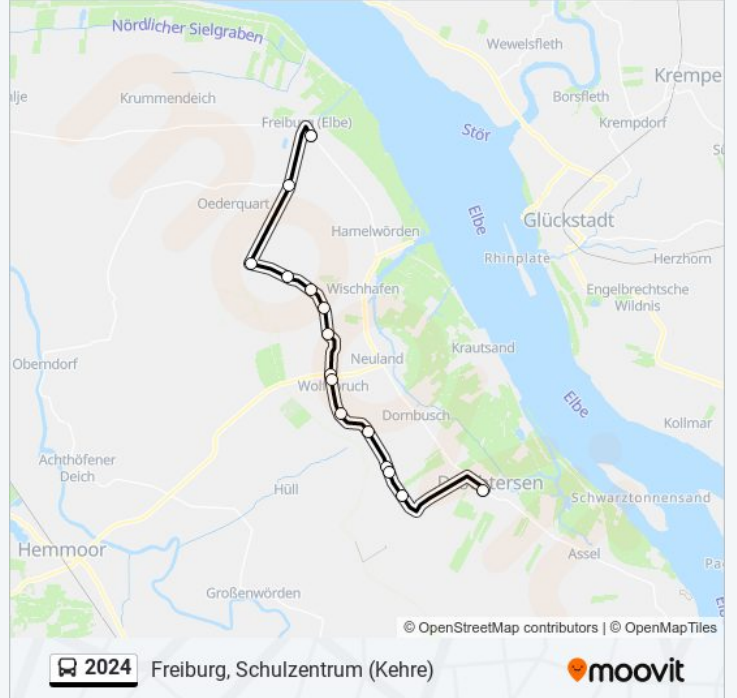 Nördlicher Sielgraben
Wewelsfleth
Krempe
alje
Krummendeich
Borsfleth
Freiburg (Elbe)
Krempdorf
Stör
Oederquart
Elbe
Glückstadt
Hamelwörden
Rhinplate
Herzhorn
Wischhafen
Engelbrechtsche
Wildnis
Krautsand
Oberndorf
Neuland
Elbe
Dornbusch
Kollmar
Achthöfener
Deich
Hüll
Schwarztonnensand
Hemmoor
Assel
Großenwörden
© OpenStreetMap contributors | © OpenMapTiles
2024 Freiburg, Schulzentrum (Kehre)
moovit